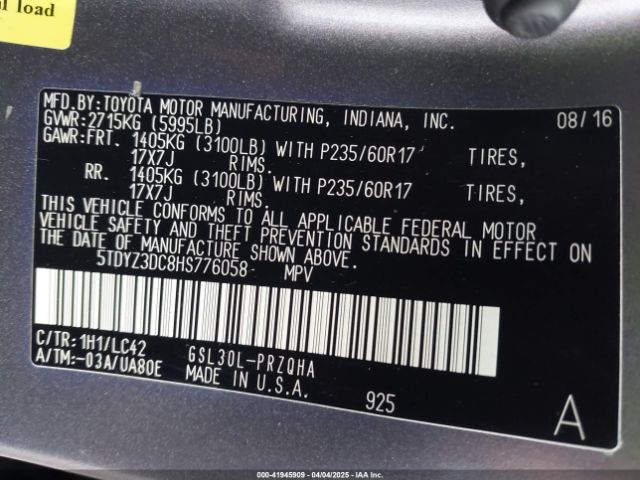 load
MFD.BY:TOYOTA MOTOR MANUFACTURING, INDIANA, INC. 08/16
GVWR:2715KG (5995LB)
GAWR:FRT. 1405KG (3100LB) WITH P235/60R17 TIRES,
17X7J RIMS.
RR. 1405KG (3100LB) WITH P235/60R17 TIRES,
17X7J RIMS.
THIS VEHICLE CONFORMS TO ALL APPLICABLE FEDERAL MOTOR
VEHICLE SAFETY AND THEFT PREVENTION STANDARDS IN EFFECT ON
THE DATE OF MANUFACTURE SHOWN ABOVE.
5TDYZ3DC8HS776058 MPV
C/TR:1H1/LC42 GSL30L-PRZQHA
A/TM:-03A/UA80E MADE IN U.S.A. 925 A
000-41945909 - 04/04/2025 - IAAI.COM